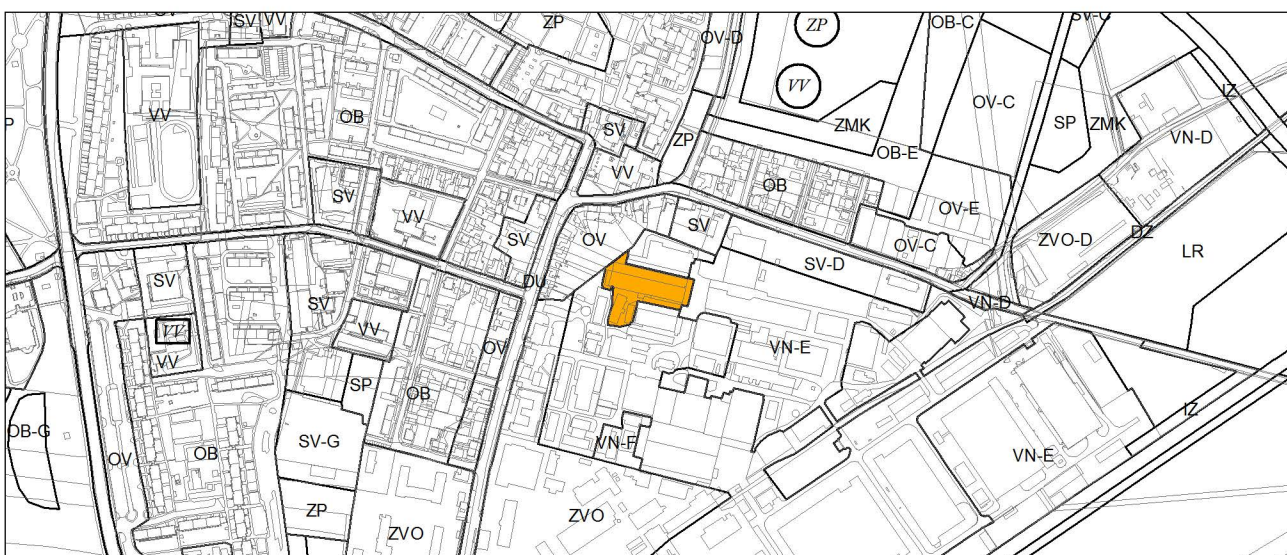 SV VV
ZP
OV-D
ZP
OB-C
SV-C
VV
OV-C
IZ
VV
OB
SV
ZP
ZMK
SP
ZMK
VN-D
VV
OB-E
SV
VV
OB
OV-E
SV
OV
SV
OV-C
ZVO-D
DZ
SV-D
LR
SV
DU
SV
VN-D
VV
VV
VV
OV
VN-E
SP
OB
OB-G
IZ
OV
OB
SV-G
VN-F
VN-E
ZP
ZVO
ZVO